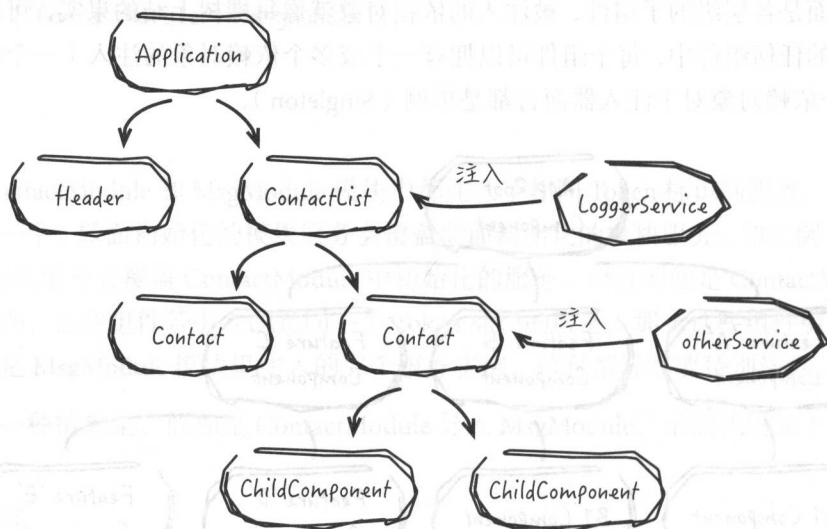 Application
注入
Header
ContactList
LoggerService
注入
Contact
Contact
otherService
ChildComponent
ChildComponent